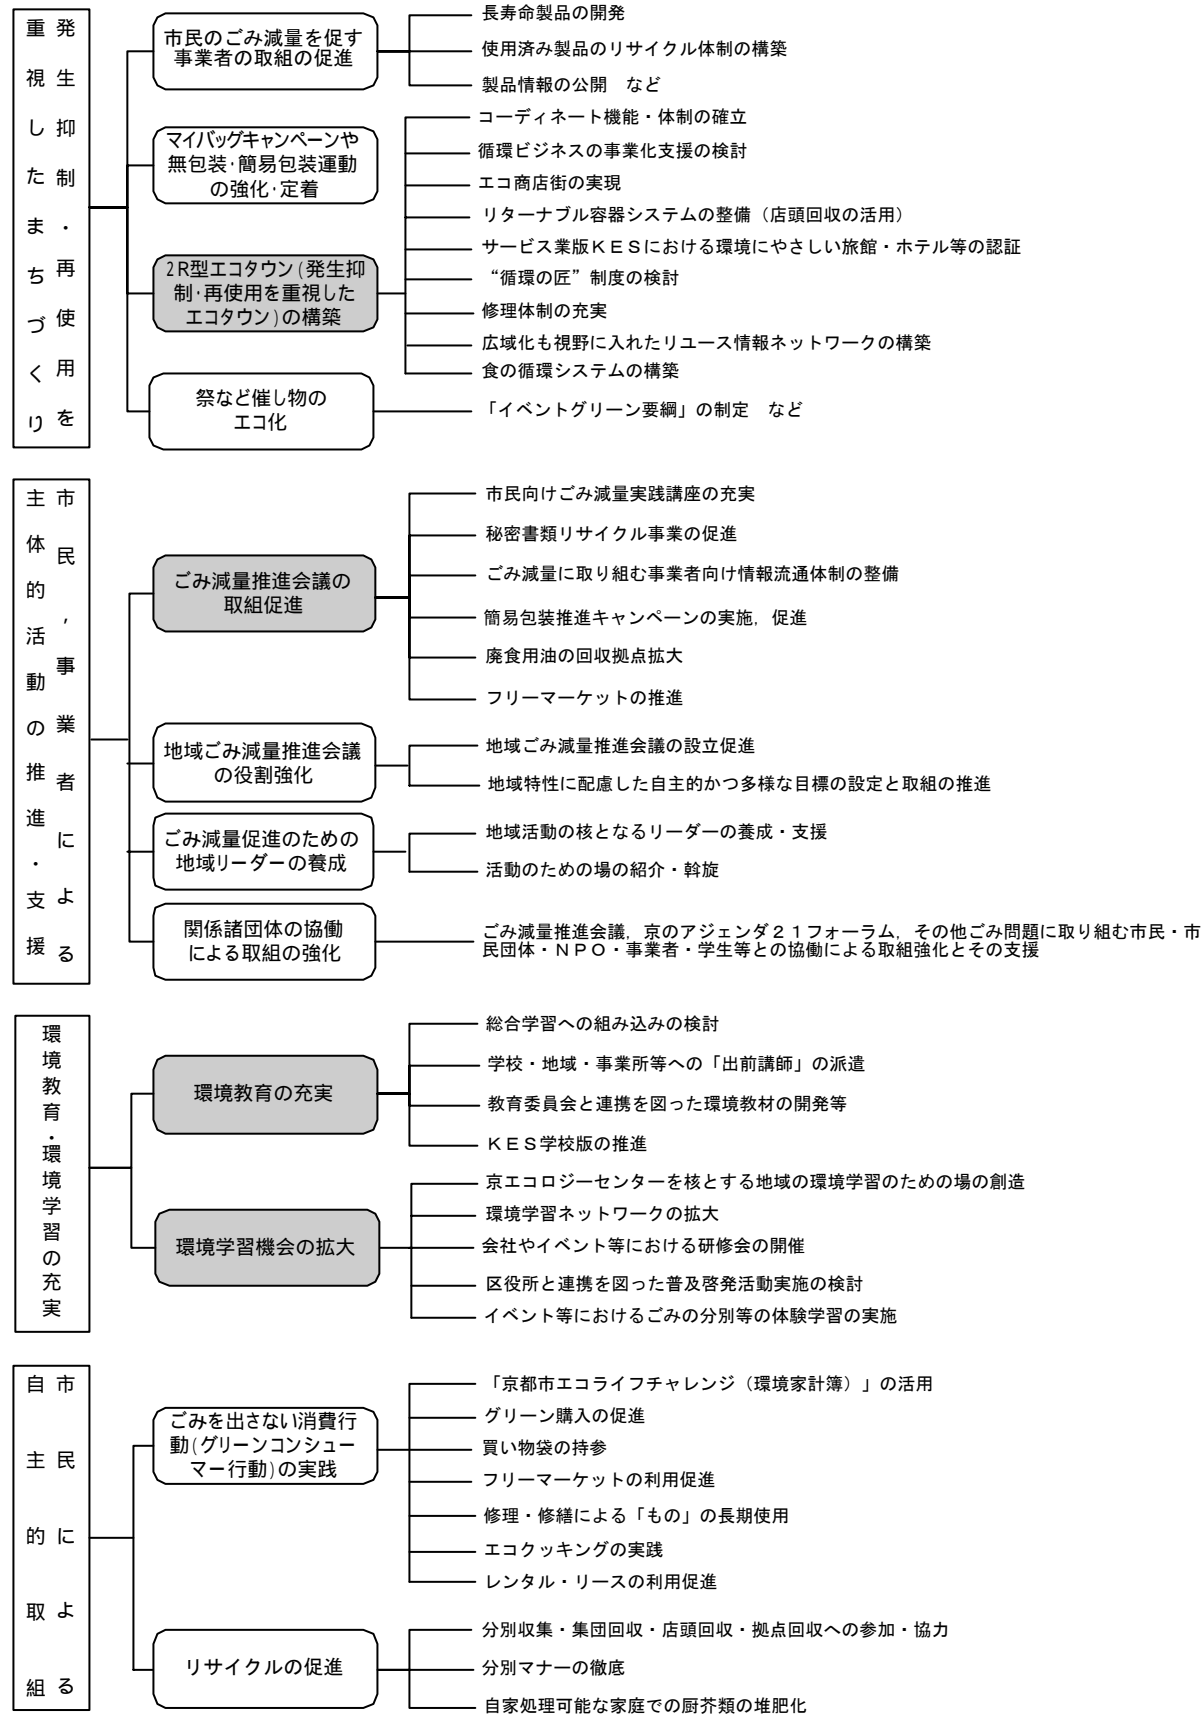 発生抑制・再使用を
重視したまちづくり
市民のごみ減量を促す
事業者の取組の促進
長寿命製品の開発
使用済み製品のリサイクル体制の構築
製品情報の公開　など
マイバッグキャンペーンや
無包装・簡易包装運動
の強化・定着
2R型エコタウン(発生抑
制・再使用を重視した
エコタウン)の構築
コーディネート機能・体制の確立
循環ビジネスの事業化支援の検討
エコ商店街の実現
リターナブル容器システムの整備（店頭回収の活用）
サービス業版ＫＥＳにおける環境にやさしい旅館・ホテル等の認証
“循環の匠”制度の検討
修理体制の充実
広域化も視野に入れたリユース情報ネットワークの構築
食の循環システムの構築
祭など催し物の
エコ化
「イベントグリーン要綱」の制定　など
市民，事業者による
主体的活動の推進・支援
ごみ減量推進会議の
取組促進
市民向けごみ減量実践講座の充実
秘密書類リサイクル事業の促進
ごみ減量に取り組む事業者向け情報流通体制の整備
簡易包装推進キャンペーンの実施，促進
廃食用油の回収拠点拡大
フリーマーケットの推進
地域ごみ減量推進会議
の役割強化
地域ごみ減量推進会議の設立促進
地域特性に配慮した自主的かつ多様な目標の設定と取組の推進
ごみ減量促進のための
地域リーダーの養成
地域活動の核となるリーダーの養成・支援
活動のための場の紹介・斡旋
関係諸団体の協働
による取組の強化
ごみ減量推進会議，京のアジェンダ２１フォーラム，その他ごみ問題に取り組む市民・市
民団体・ＮＰＯ・事業者・学生等との協働による取組強化とその支援
環境教育・環境学習の充実
環境教育の充実
総合学習への組み込みの検討
学校・地域・事業所等への「出前講師」の派遣
教育委員会と連携を図った環境教材の開発等
ＫＥＳ学校版の推進
環境学習機会の拡大
京エコロジーセンターを核とする地域の環境学習のための場の創造
環境学習ネットワークの拡大
会社やイベント等における研修会の開催
区役所と連携を図った普及啓発活動実施の検討
イベント等におけるごみの分別等の体験学習の実施
市民による
自主的取組
ごみを出さない消費行
動(グリーンコンシュー
マー行動)の実践
「京都市エコライフチャレンジ（環境家計簿）」の活用
グリーン購入の促進
買い物袋の持参
フリーマーケットの利用促進
修理・修繕による「もの」の長期使用
エコクッキングの実践
レンタル・リースの利用促進
リサイクルの促進
分別収集・集団回収・店頭回収・拠点回収への参加・協力
分別マナーの徹底
自家処理可能な家庭での厨芥類の堆肥化